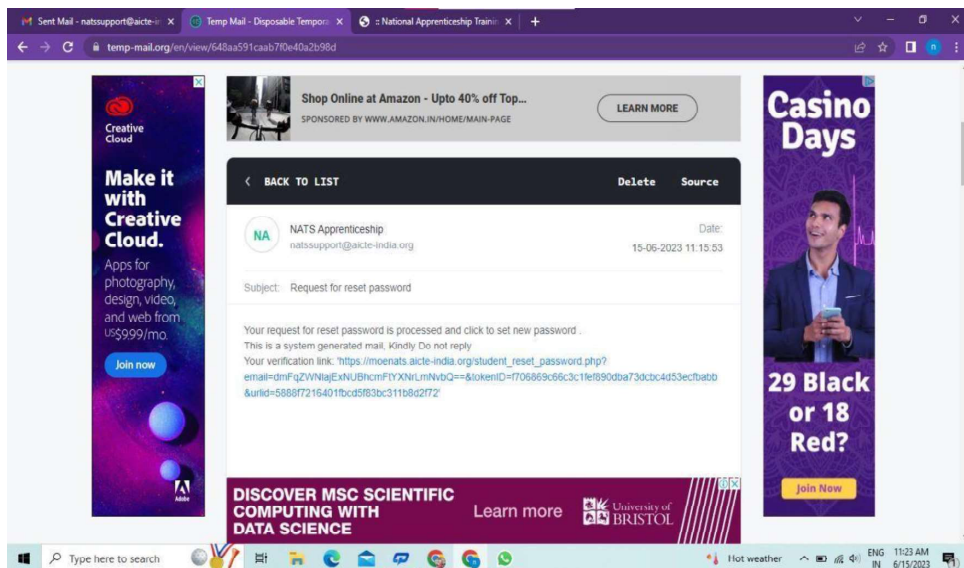 Sent Mail - natssupport@aicte-in
Temp Mail - Disposable Tempora
:: National Apprenticeship Trainin
temp-mail.org/en/view/648aa591caab7f0e40a2b98d
n
Creative
Cloud
Make it
with
Creative
Cloud.
Apps for
photography,
design, video,
and web from
US$999/mo.
Join now
Adobe
Shop Online at Amazon - Upto 40% off Top...
SPONSORED BY WWW.AMAZON.IN/HOME/MAIN-PAGE
LEARN MORE
BACK TO LIST
Delete Source
NA
NATS Apprenticeship
natssupport@aicte-india.org
Date:
15-06-2023 11:15:53
Subject: Request for reset password
Your request for reset password is processed and click to set new password .
This is a system generated mail, Kindly Do not reply
Your verification link: 'https://moenats.aicte-india.org/student_reset_password.php?
email=dmFqZWNlajExNUBhcmFtYXNrLmNvbQ==&tokenID=f706869c66c3c1fef890dba73dcbc4d53ecfbabb
&urlid=5888f7216401fbcd5f83bc311b8d2f72'
DISCOVER MSC SCIENTIFIC
COMPUTING WITH
DATA SCIENCE
Learn more
University of
BRISTOL
Casino
Days
29 Black
or 18
Red?
Join Now
Type here to search
Hot weather
ENG
IN
11:23 AM
6/15/2023